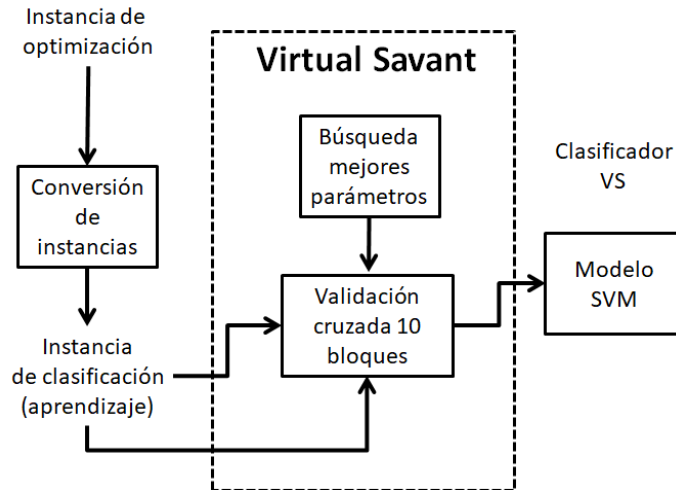 Instancia de
optimización
Virtual Savant
Búsqueda
mejores
parámetros
Clasificador
VS
Conversión
de
instancias
Validación
cruzada 10
bloques
Modelo
SVM
Instancia
de clasificación
(aprendizaje)